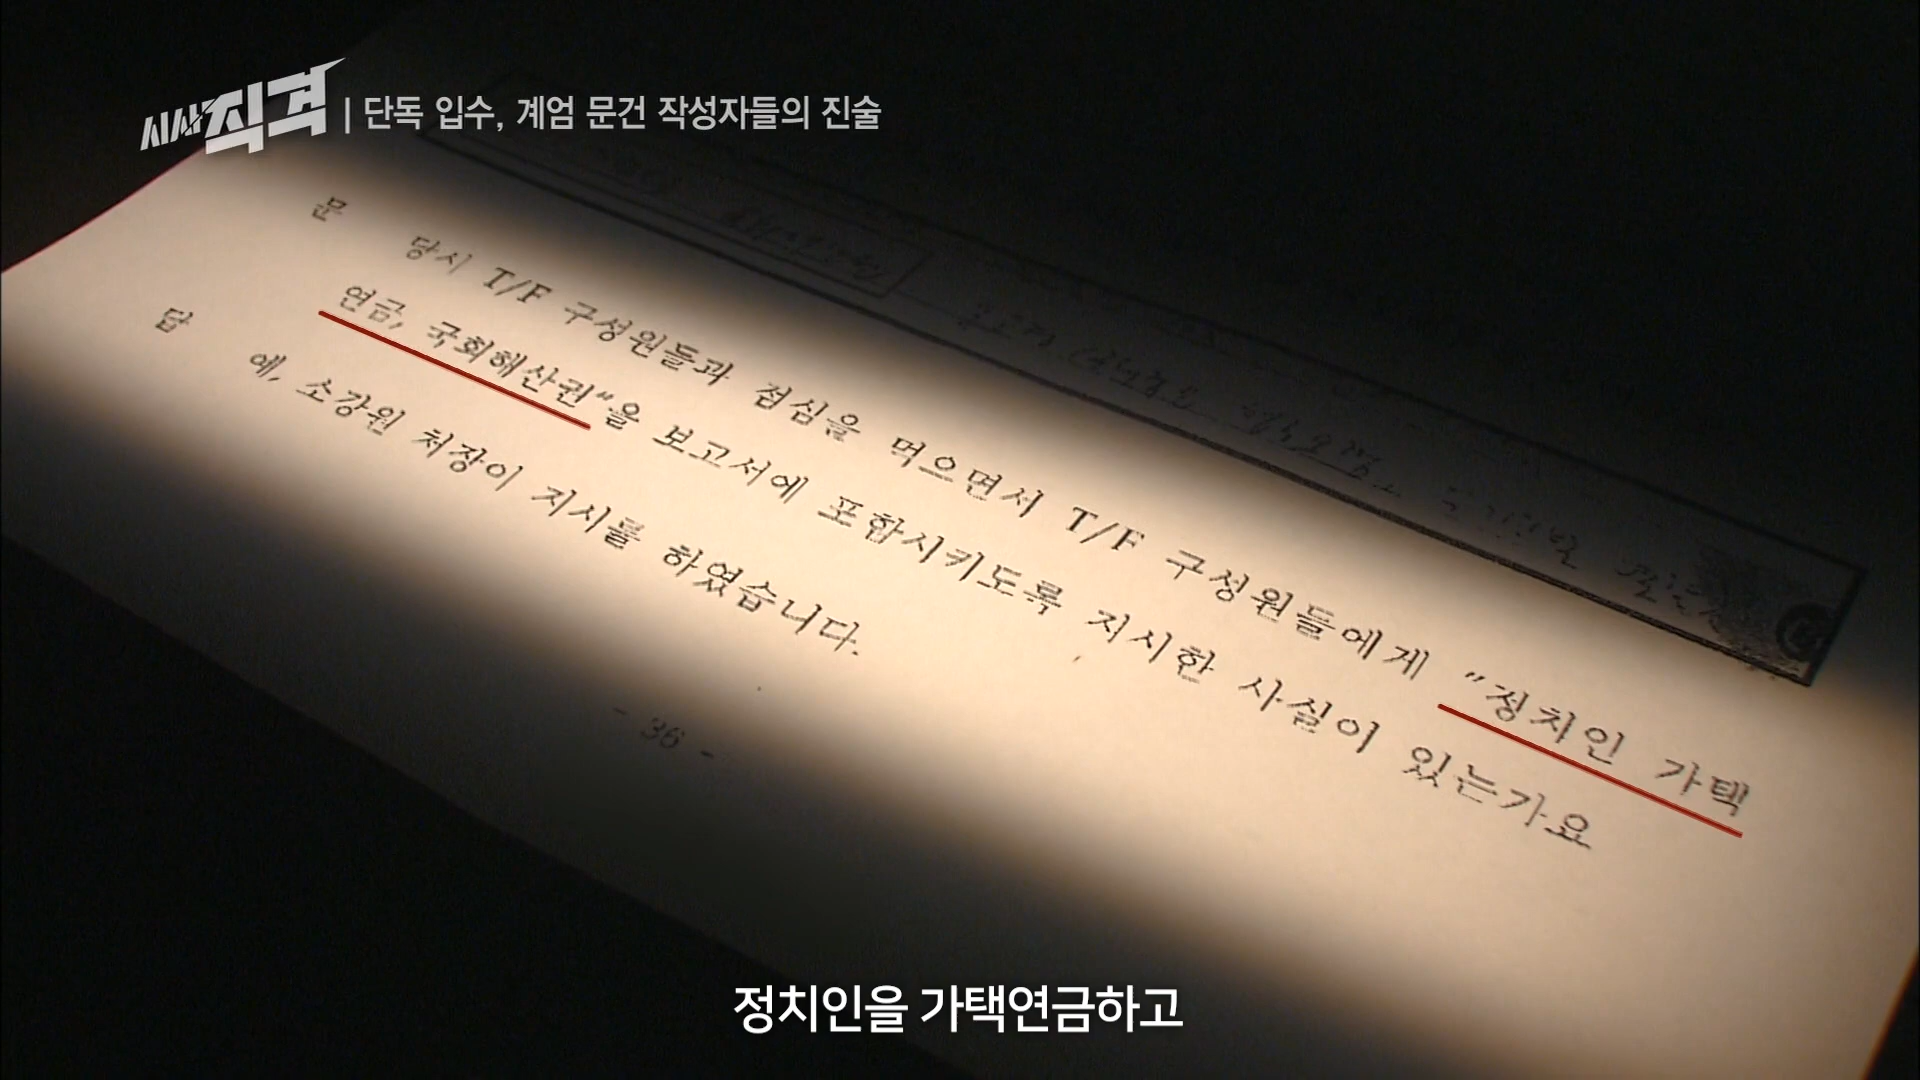 시사직격 | 단독 입수, 계엄 문건 작성자들의 진술
문 당시 T/F 구성원들과 점심을 먹으면서 T/F 구성원들에게 "정치인 가택
연금, 국회해산권"을 보고서에 포함시키도록 지시한 사실이 있는가요
답 예, 소강원 처장이 지시를 하였습니다.
- 36 -
정치인을 가택연금하고